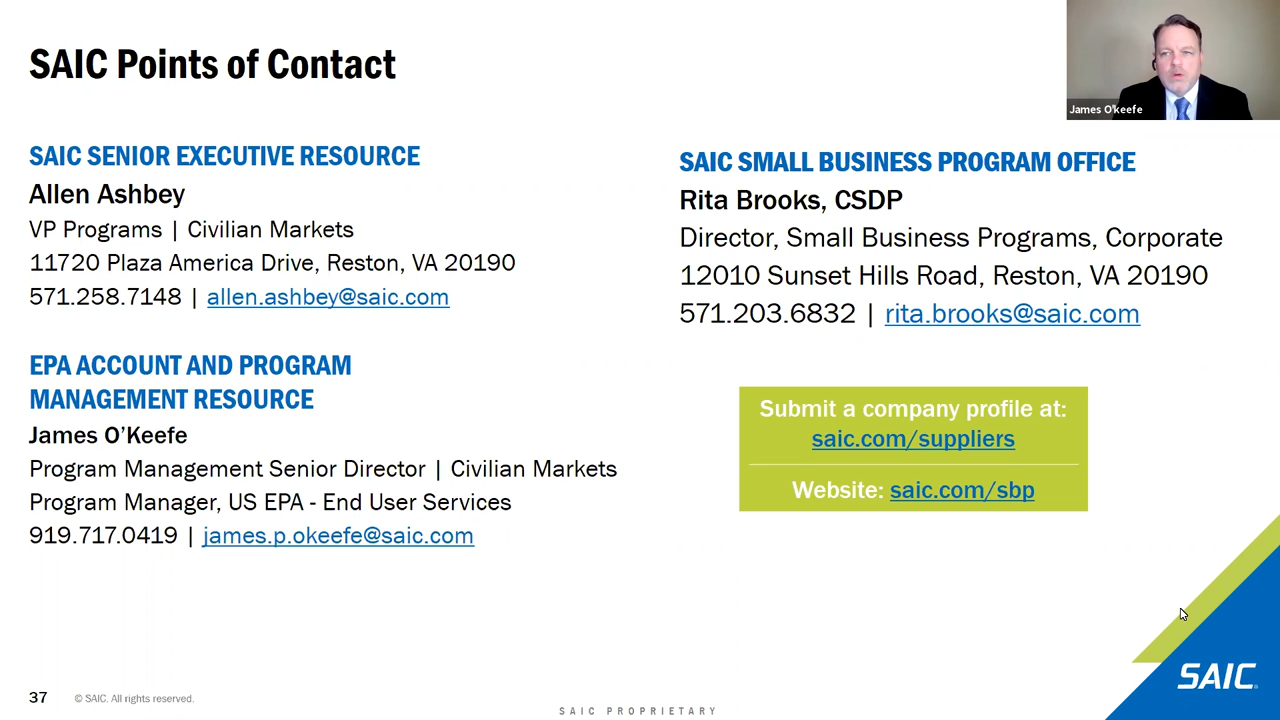 SAIC Points of Contact
James O'keefe
SAIC SENIOR EXECUTIVE RESOURCE
Allen Ashbey
VP Programs | Civilian Markets
11720 Plaza America Drive, Reston, VA 20190
571.258.7148 | allen.ashbey@saic.com
EPA ACCOUNT AND PROGRAM
MANAGEMENT RESOURCE
James O’Keefe
Program Management Senior Director | Civilian Markets
Program Manager, US EPA - End User Services
919.717.0419 | james.p.okeefe@saic.com
SAIC SMALL BUSINESS PROGRAM OFFICE
Rita Brooks, CSDP
Director, Small Business Programs, Corporate
12010 Sunset Hills Road, Reston, VA 20190
571.203.6832 | rita.brooks@saic.com
Submit a company profile at:
saic.com/suppliers
Website: saic.com/sbp
37 © SAIC. All rights reserved.
SAIC PROPRIETARY
SAIC®